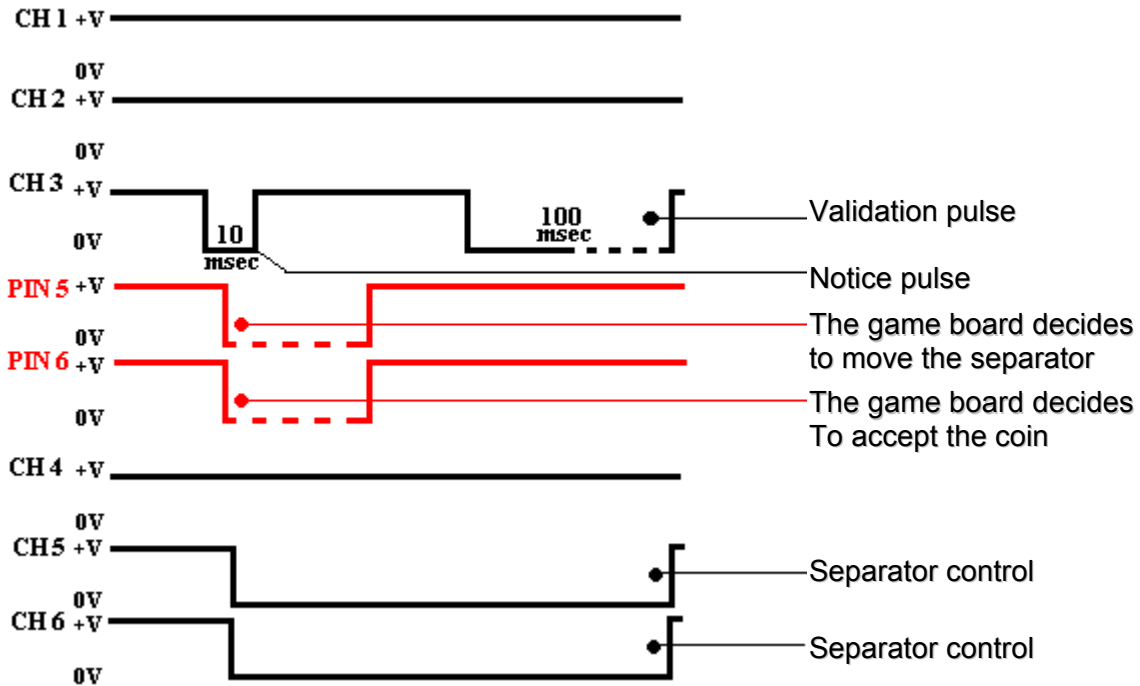 CH 1 +V
0V
CH 2 +V
0V
CH 3 +V
0V
10
msec
100
msec
Validation pulse
Notice pulse
PIN 5 +V
0V
The game board decides
to move the separator
PIN 6 +V
0V
The game board decides
To accept the coin
CH 4 +V
0V
CH5 +V
0V
Separator control
CH 6 +V
0V
Separator control